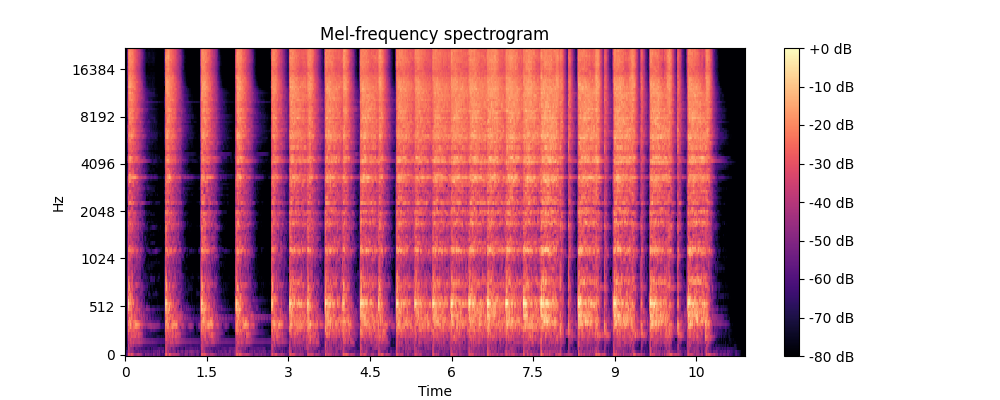 Mel-frequency spectrogram
Hz
16384
8192
4096
2048
1024
512
0
0 1.5 3 4.5 6 7.5 9 10
Time
+0 dB
-10 dB
-20 dB
-30 dB
-40 dB
-50 dB
-60 dB
-70 dB
-80 dB